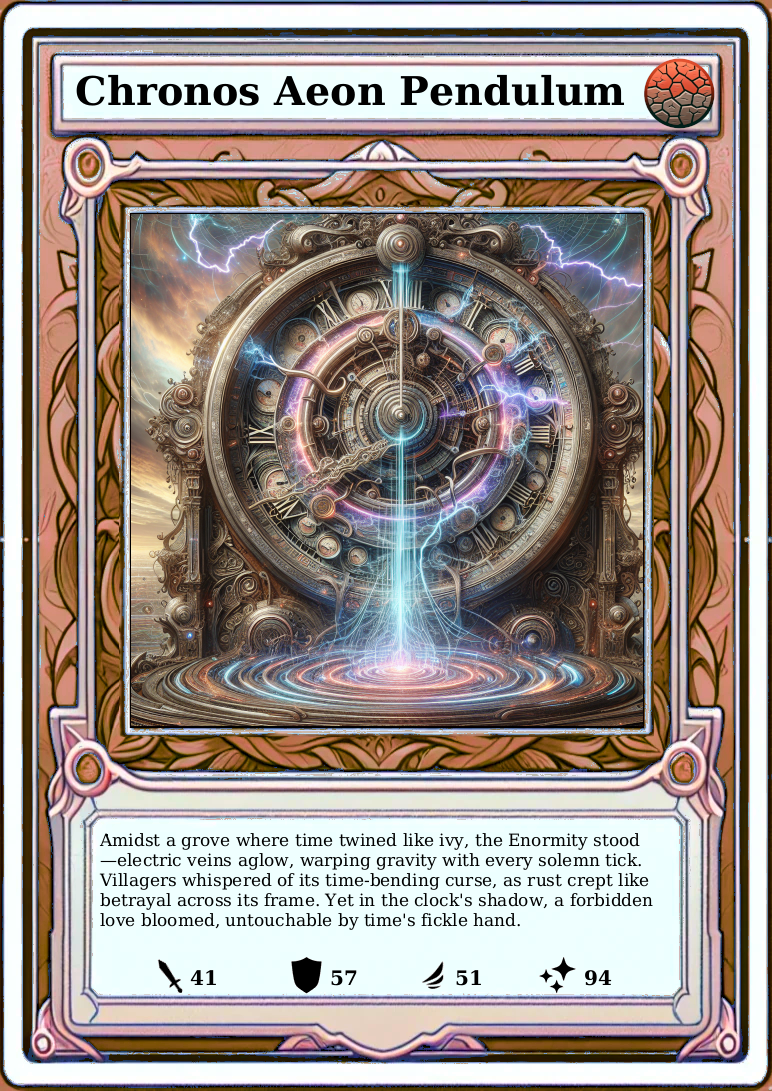 Chronos Aeon Pendulum
Amidst a grove where time twined like ivy, the Enormity stood
—electric veins aglow, warping gravity with every solemn tick.
Villagers whispered of its time-bending curse, as rust crept like
betrayal across its frame. Yet in the clock's shadow, a forbidden
love bloomed, untouchable by time's fickle hand.
41 57 51 94